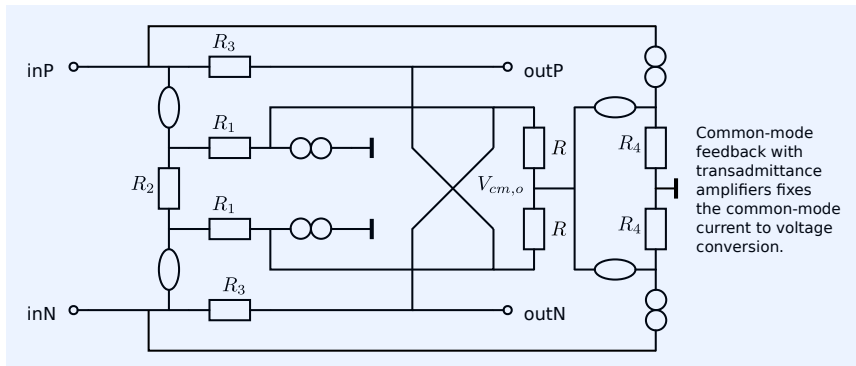 R3
inP
outP
R1
R2
R
R4
Vcm,o
R1
R
R4
R3
inN
outN
Common-mode
feedback with
transadmittance
amplifiers fixes
the common-mode
current to voltage
conversion.